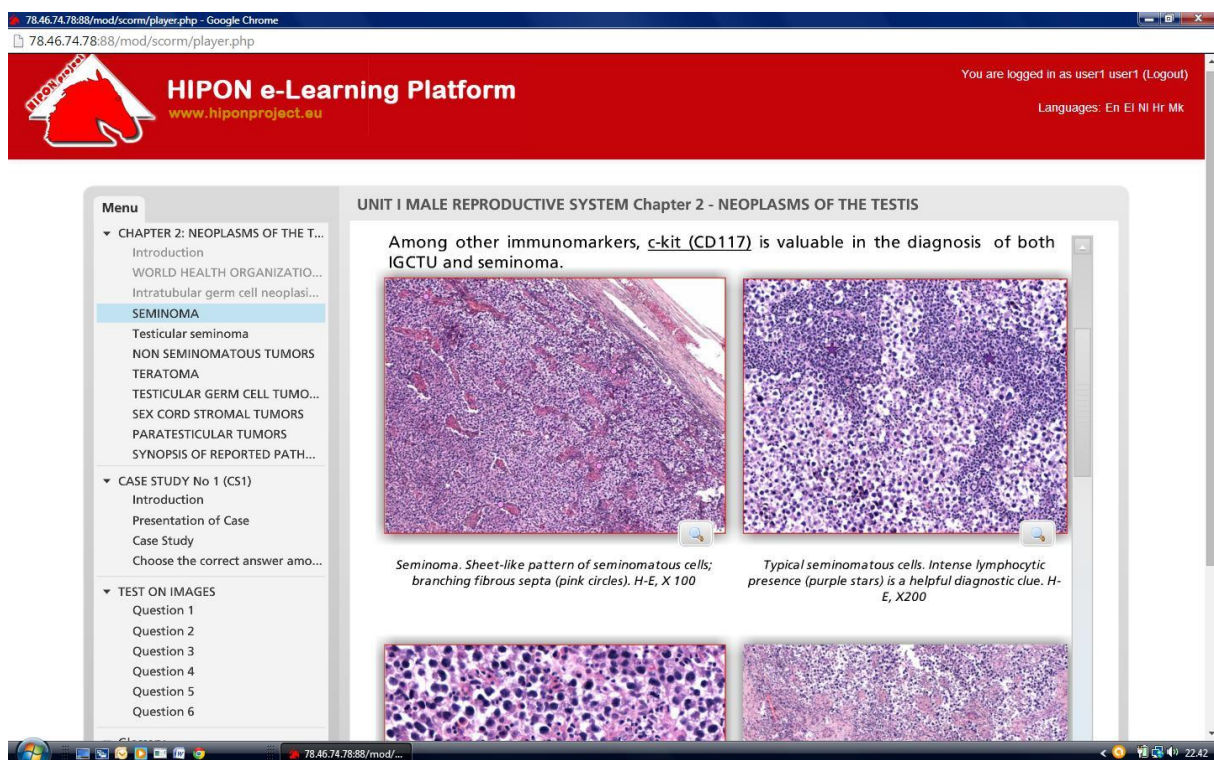 78.46.74.78:88/mod/scorm/player.php - Google Chrome
78.46.74.78:88/mod/scorm/player.php
HIPON e-Learning Platform
www.hiponproject.eu
You are logged in as user1 user1 (Logout)
Languages: En El Nl Hr Mk
Menu
CHAPTER 2: NEOPLASMS OF THE T...
Introduction
WORLD HEALTH ORGANIZATIO...
Intratubular germ cell neoplasi...
SEMINOMA
Testicular seminoma
NON SEMINOMATOUS TUMORS
TERATOMA
TESTICULAR GERM CELL TUMO...
SEX CORD STROMAL TUMORS
PARATESTICULAR TUMORS
SYNOPSIS OF REPORTED PATH...
CASE STUDY No 1 (CS1)
Introduction
Presentation of Case
Case Study
Choose the correct answer amo...
TEST ON IMAGES
Question 1
Question 2
Question 3
Question 4
Question 5
Question 6
UNIT I MALE REPRODUCTIVE SYSTEM Chapter 2 - NEOPLASMS OF THE TESTIS
Among other immunomarkers, c-kit (CD117) is valuable in the diagnosis of both
IGCTU and seminoma.
Seminoma. Sheet-like pattern of seminomatous cells;
branching fibrous septa (pink circles). H-E, X 100
Typical seminomatous cells. Intense lymphocytic
presence (purple stars) is a helpful diagnostic clue. H-
E, X200
78.46.74.78:88/mod/...
22.42